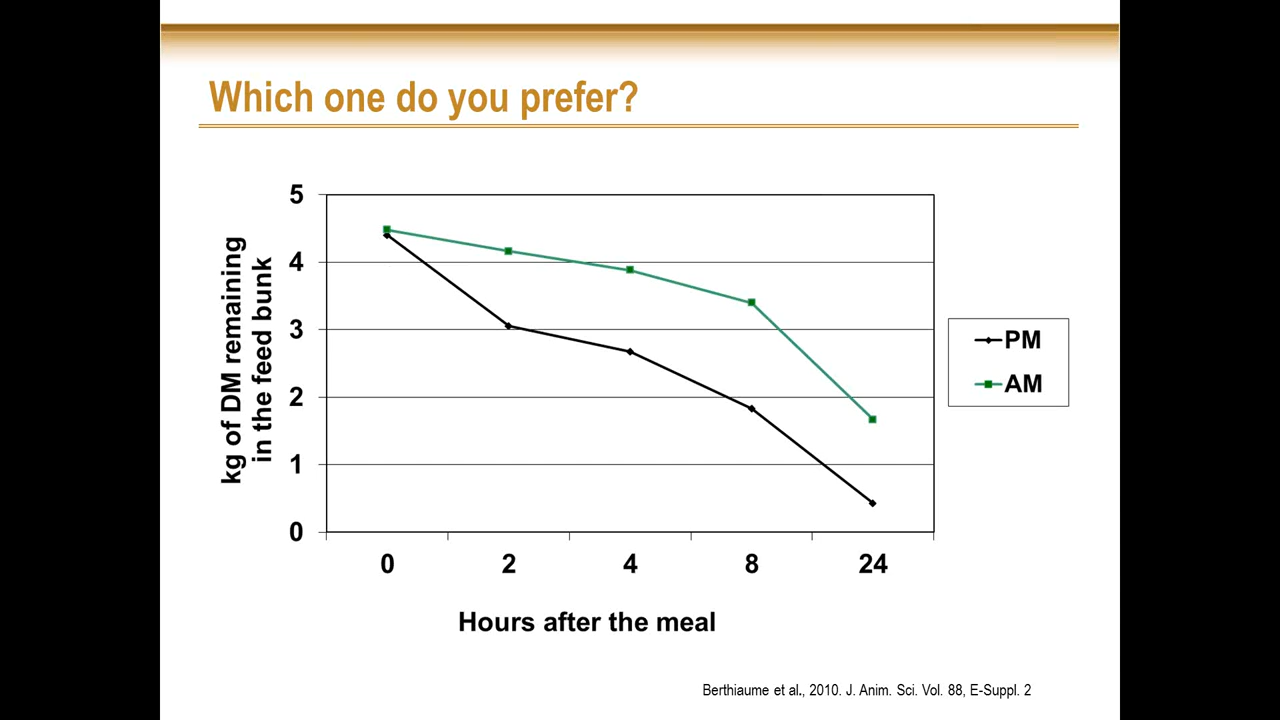 Which one do you prefer?
5
4
3
2
1
0
kg of DM remaining
in the feed bunk
0 2 4 8 24
Hours after the meal
PM
AM
Berthiaume et al., 2010. J. Anim. Sci. Vol. 88, E-Suppl. 2